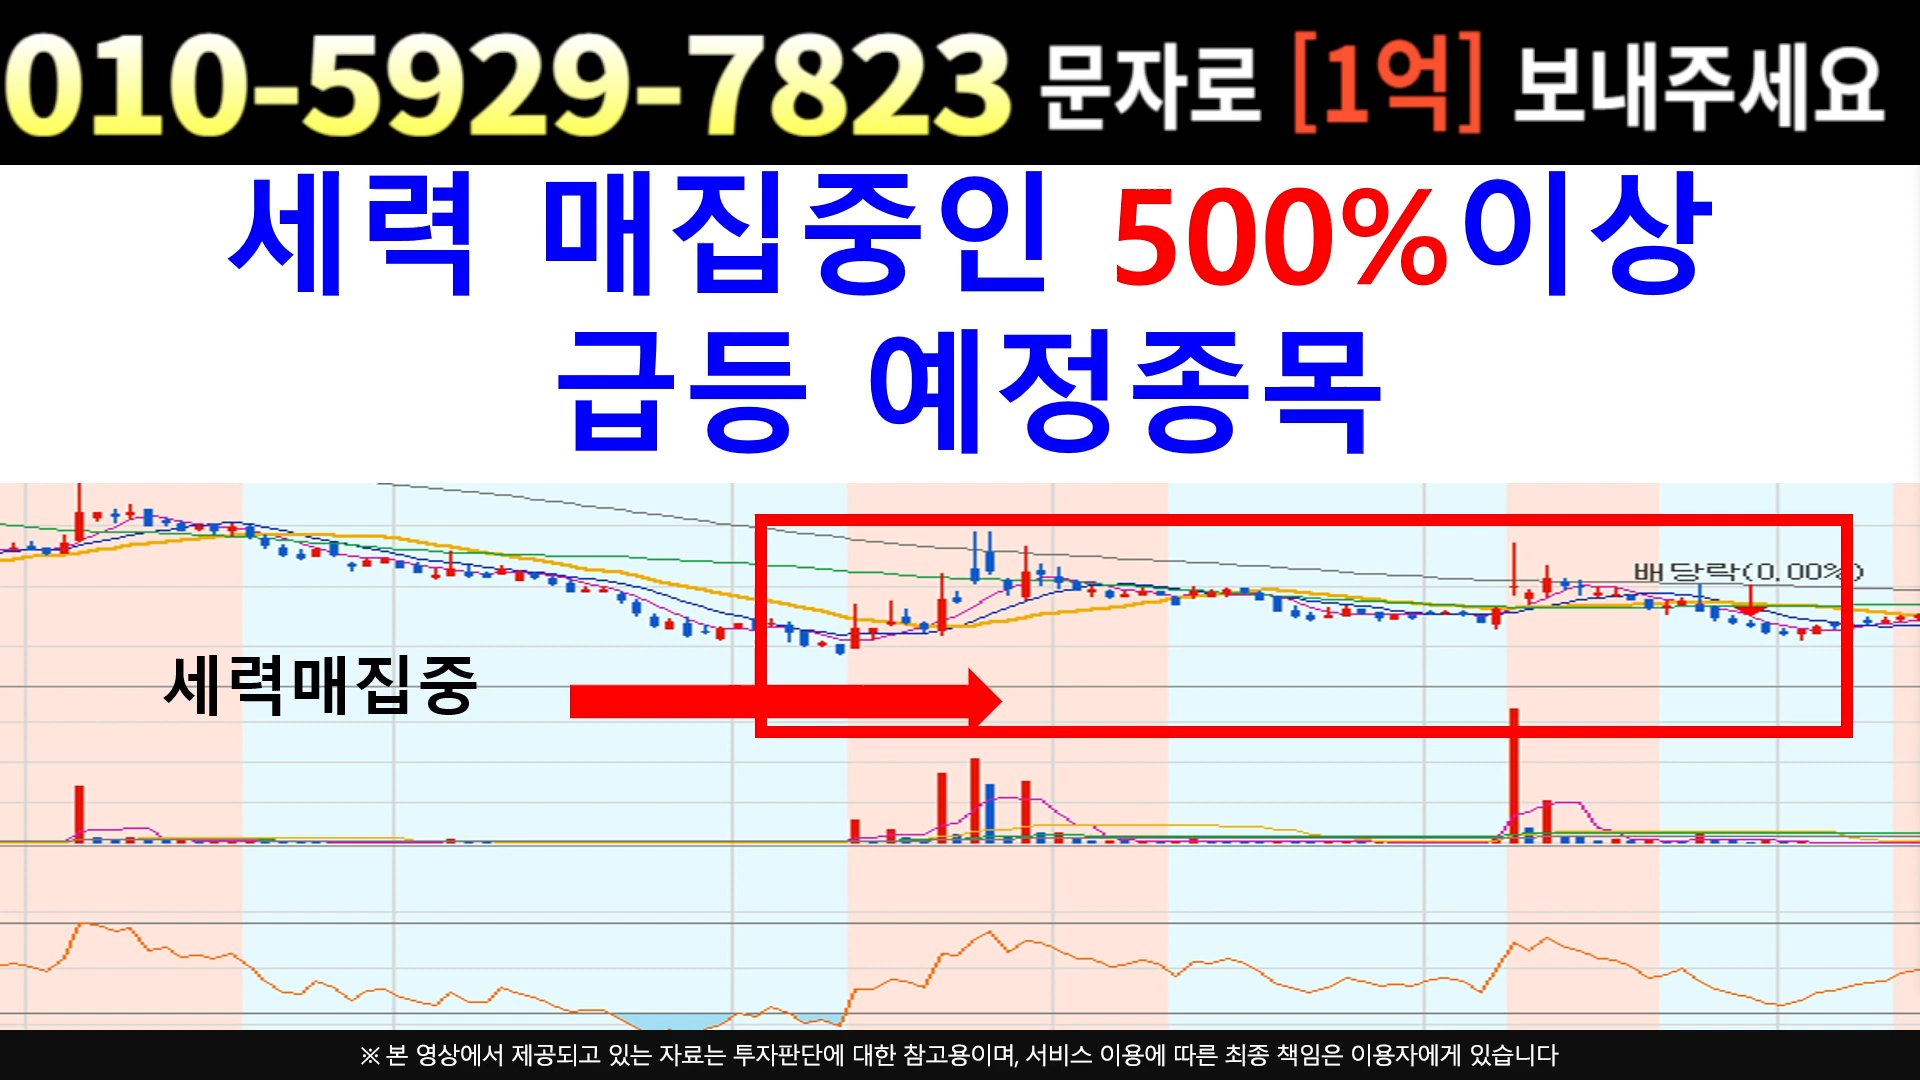 010-5929-7823 문자로 [1억] 보내주세요
세력 매집중인 500%이상
급등 예정종목
배당락(0.00%)
세력매집중
※ 본 영상에서 제공되고 있는 자료는 투자판단에 대한 참고용이며, 서비스 이용에 따른 최종 책임은 이용자에게 있습니다